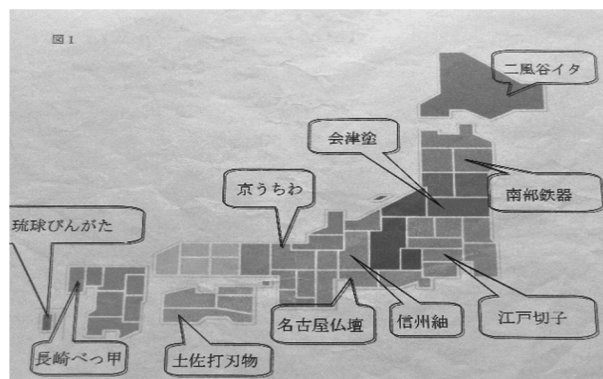 図1
二風谷イタ
会津塗
南部鉄器
京うちわ
琉球びんがた
名古屋仏壇
信州紬
江戸切子
長崎べっ甲
土佐打刃物